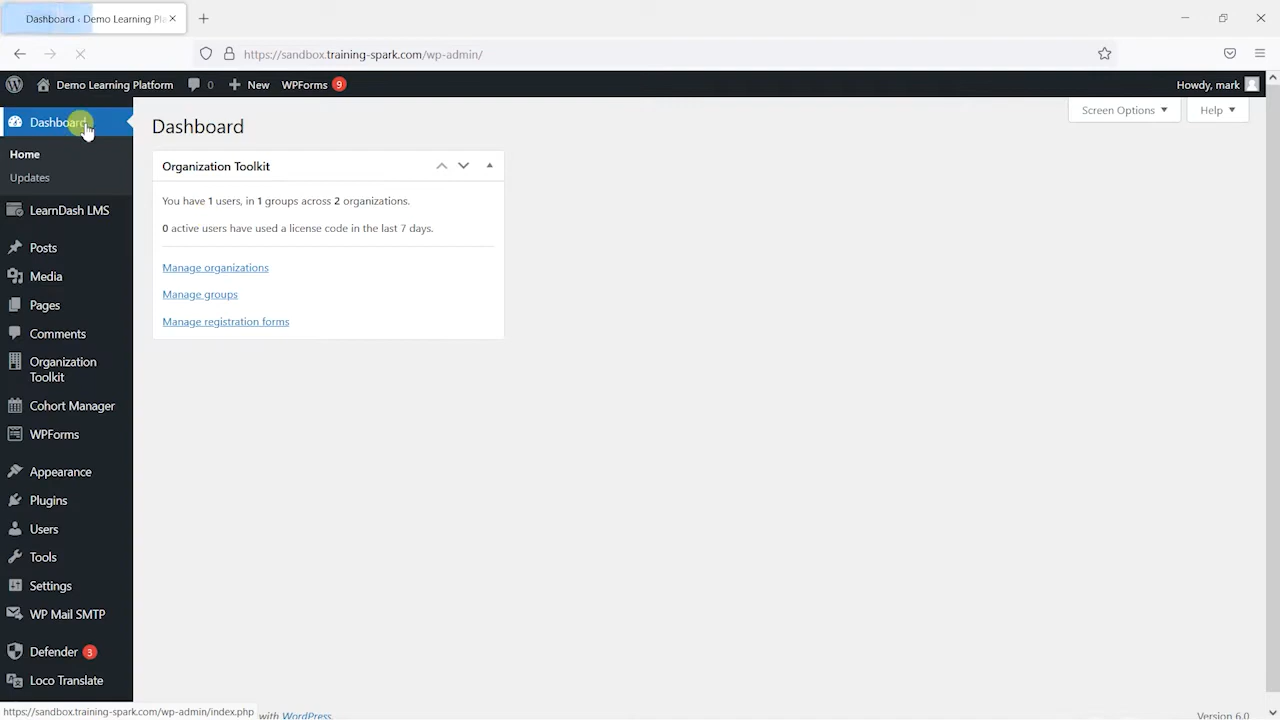 Dashboard ‹ Demo Learning Pla
https://sandbox.training-spark.com/wp-admin/
Demo Learning Platform 0 New WPForms 9 Howdy, mark
Screen Options Help
Dashboard
Home
Updates
LearnDash LMS
Posts
Media
Pages
Comments
Organization
Toolkit
Cohort Manager
WPForms
Appearance
Plugins
Users
Tools
Settings
WP Mail SMTP
Defender 3
Loco Translate
Dashboard
Organization Toolkit
You have 1 users, in 1 groups across 2 organizations.
0 active users have used a license code in the last 7 days.
Manage organizations
Manage groups
Manage registration forms
https://sandbox.training-spark.com/wp-admin/index.php
with WordPress.
Version 6.0